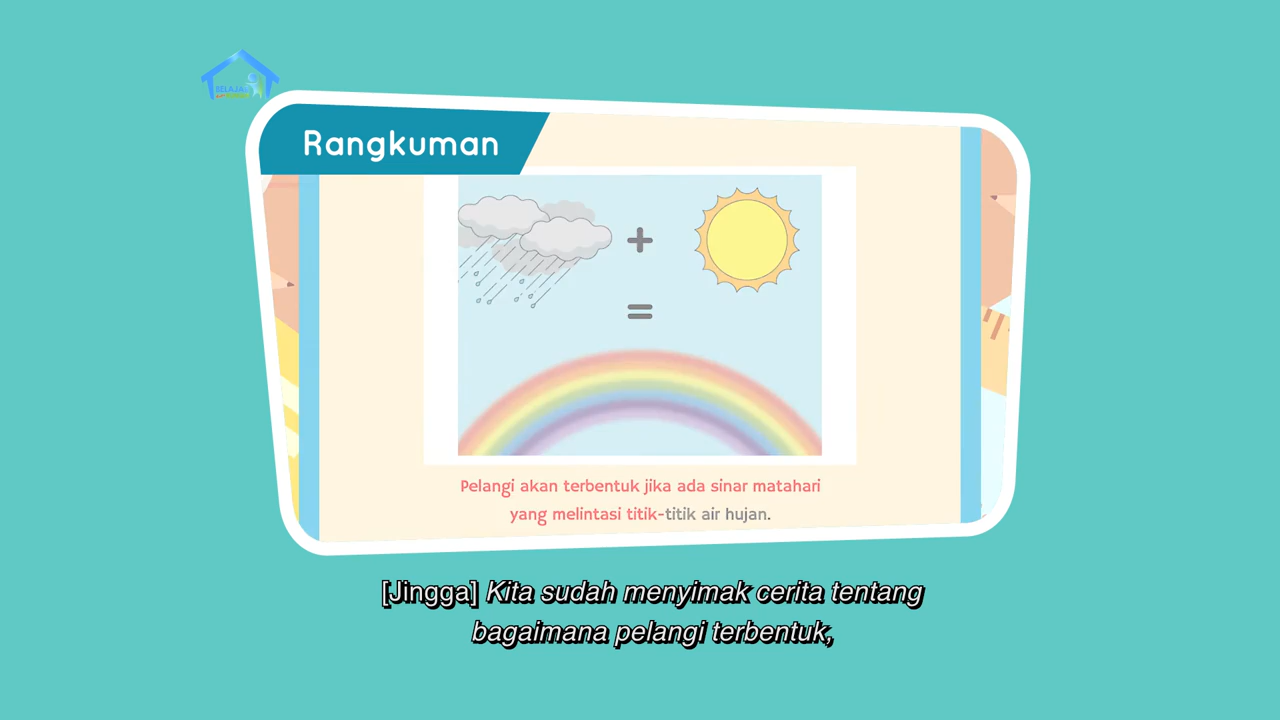 BELAJAR
Rangkuman
+
=
Pelangi akan terbentuk jika ada sinar matahari
yang melintasi titik-titik air hujan.
[Jingga] Kita sudah menyimak cerita tentang
bagaimana pelangi terbentuk,